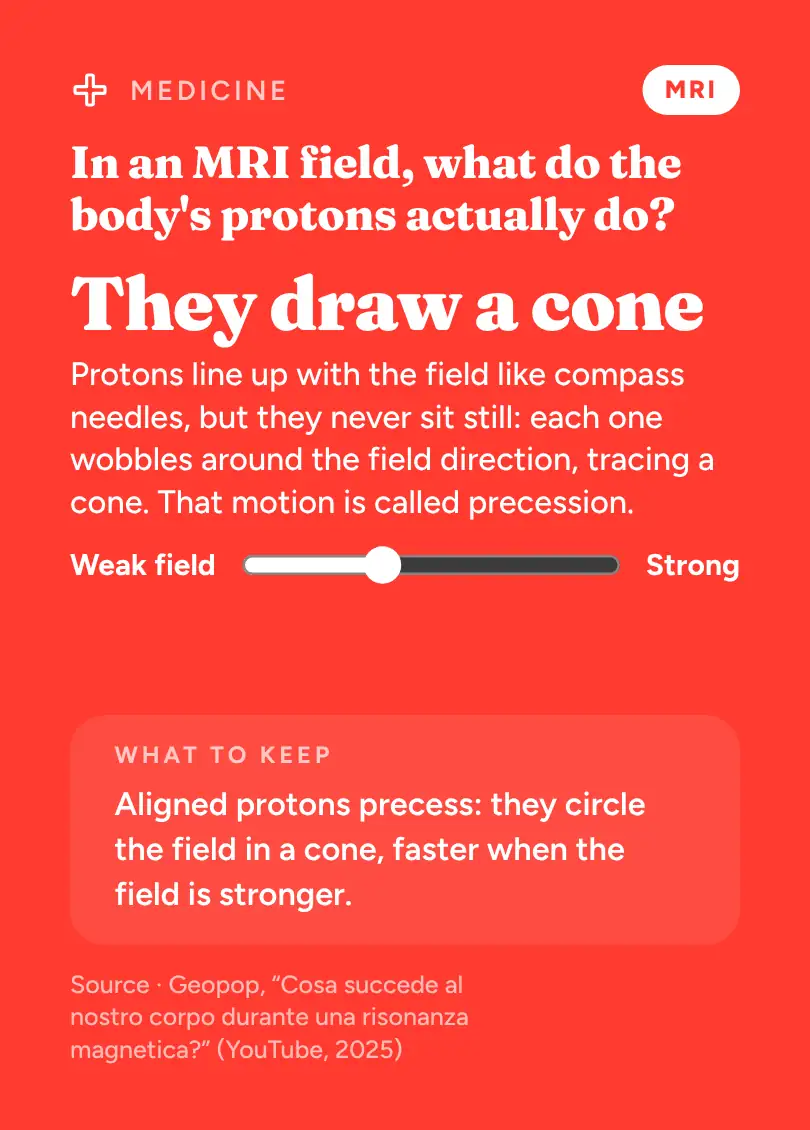 MEDICINE
MRI
In an MRI field, what do the
body's protons actually do?
They draw a cone
Protons line up with the field like compass
needles, but they never sit still: each one
wobbles around the field direction, tracing a
cone. That motion is called precession.
Weak field
Strong
WHAT TO KEEP
Aligned protons precess: they circle
the field in a cone, faster when the
field is stronger.
Source · Geopop, “Cosa succede al
nostro corpo durante una risonanza
magnetica?” (YouTube, 2025)